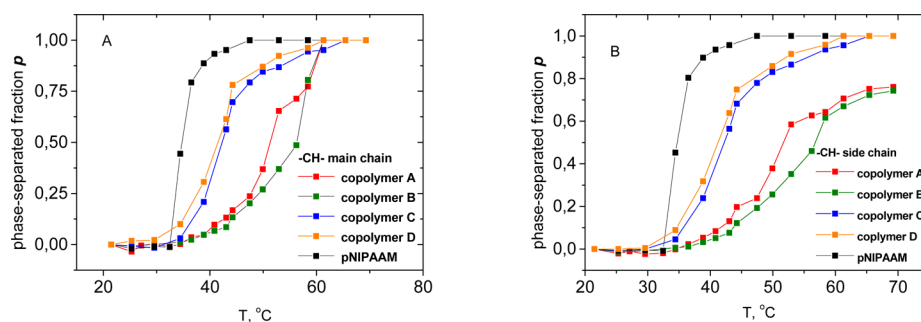 A
phase-separated fraction p
1,00
0,75
0,50
0,25
0,00
-CH- main chain
copolymer A
copolymer B
copolymer C
copolymer D
pNIPAAM
20
40
60
80
T, °C
B
phase-separated fraction p
1,0
0,8
0,6
0,4
0,2
0,0
-CH- side chain
copolymer A
copolymer B
copolymer C
coplymer D
pNIPAAM
20
30
40
50
60
70
T, °C